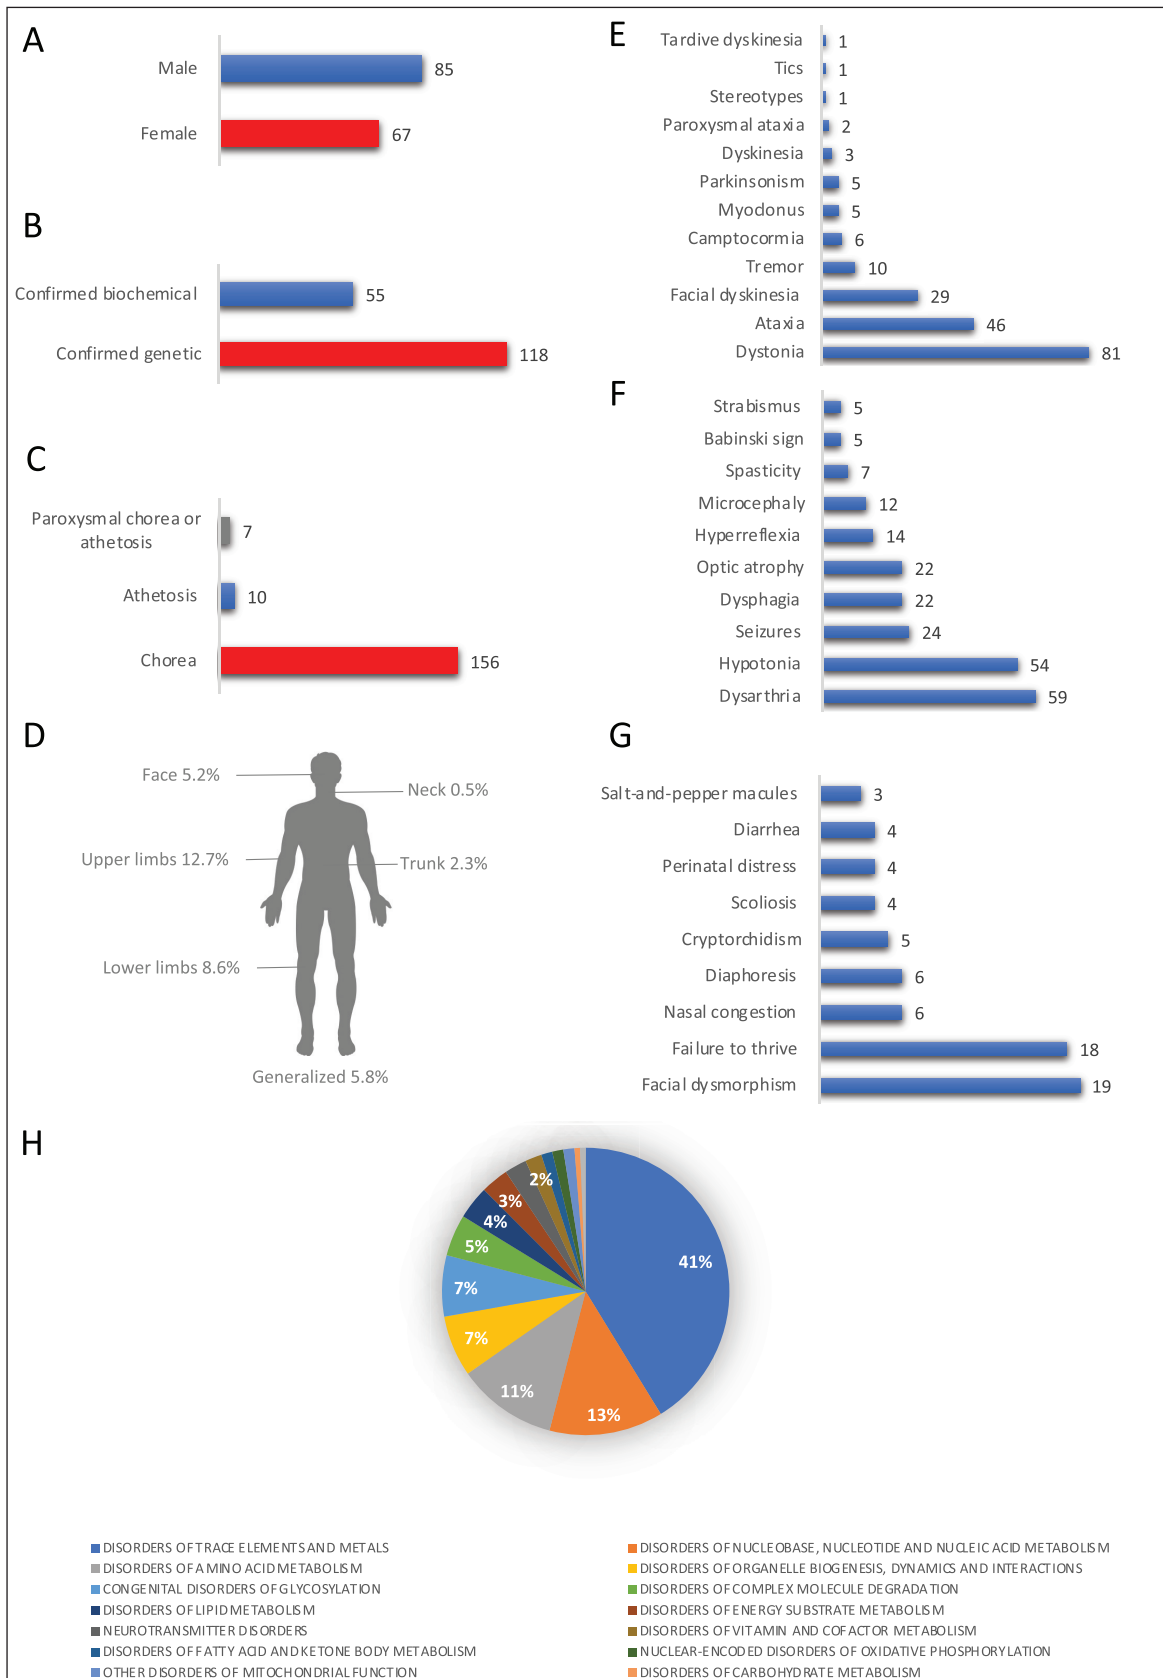 A
Male 85
Female 67
B
Confirmed biochemical 55
Confirmed genetic 118
C
Paroxysmal chorea or
athetosis 7
Athetosis 10
Chorea 156
D
Face 5.2%
Neck 0.5%
Upper limbs 12.7%
Trunk 2.3%
Lower limbs 8.6%
Generalized 5.8%
E
Tardive dyskinesia 1
Tics 1
Stereotypes 1
Paroxysmal ataxia 2
Dyskinesia 3
Parkinsonism 5
Myoclonus 5
Camptocormia 6
Tremor 10
Facial dyskinesia 29
Ataxia 46
Dystonia 81
F
Strabismus 5
Babinski sign 5
Spasticity 7
Microcephaly 12
Hyperreflexia 14
Optic atrophy 22
Dysphagia 22
Seizures 24
Hypotonia 54
Dysarthria 59
G
Salt-and-pepper macules 3
Diarrhea 4
Perinatal distress 4
Scoliosis 4
Cryptorchidism 5
Diaphoresis 6
Nasal congestion 6
Failure to thrive 18
Facial dysmorphism 19
H
2%
3%
4%
5%
7%
7%
11%
13%
41%
DISORDERS OF TRACE ELEMENTS AND METALS
DISORDERS OF NUCLEOBASE, NUCLEOTIDE AND NUCLEIC ACID METABOLISM
DISORDERS OF AMINO ACID METABOLISM
DISORDERS OF ORGANELLE BIOGENESIS, DYNAMICS AND INTERACTIONS
CONGENITAL DISORDERS OF GLYCOSYLATION
DISORDERS OF COMPLEX MOLECULE DEGRADATION
DISORDERS OF LIPID METABOLISM
DISORDERS OF ENERGY SUBSTRATE METABOLISM
NEUROTRANSMITTER DISORDERS
DISORDERS OF VITAMIN AND COFACTOR METABOLISM
DISORDERS OF FATTY ACID AND KETONE BODY METABOLISM
NUCLEAR-ENCODED DISORDERS OF OXIDATIVE PHOSPHORYLATION
OTHER DISORDERS OF MITOCHONDRIAL FUNCTION
DISORDERS OF CARBOHYDRATE METABOLISM